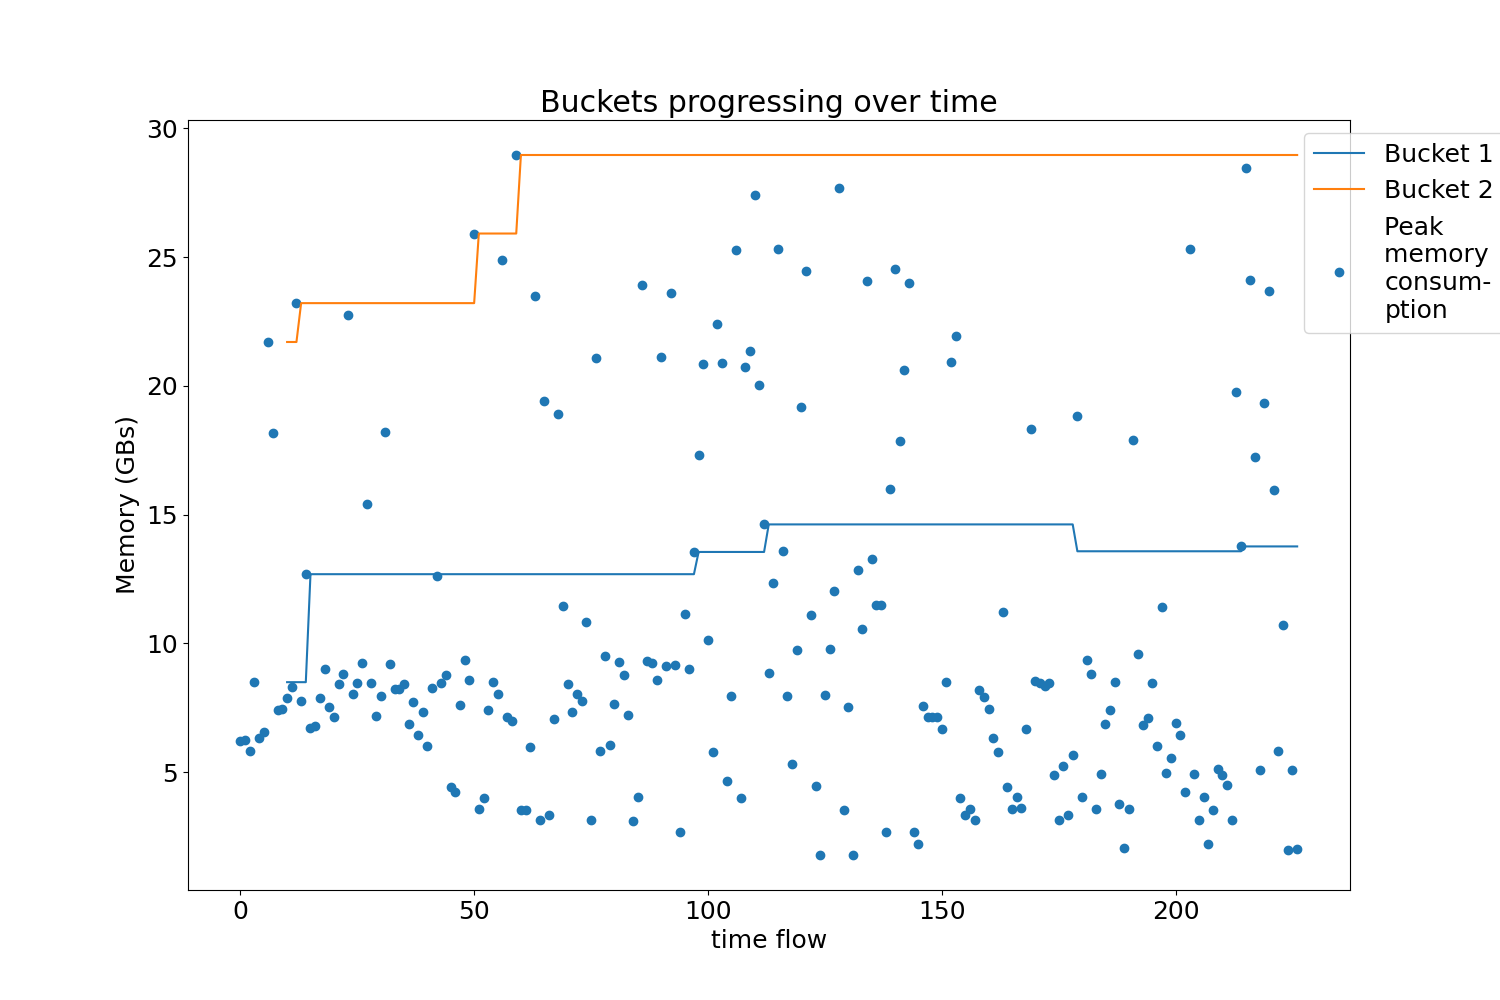 Buckets progressing over time
30
25
20
15
10
5
Memory (GBs)
0
50
100
150
200
time flow
Bucket 1
Bucket 2
Peak
memory
consum-
ption